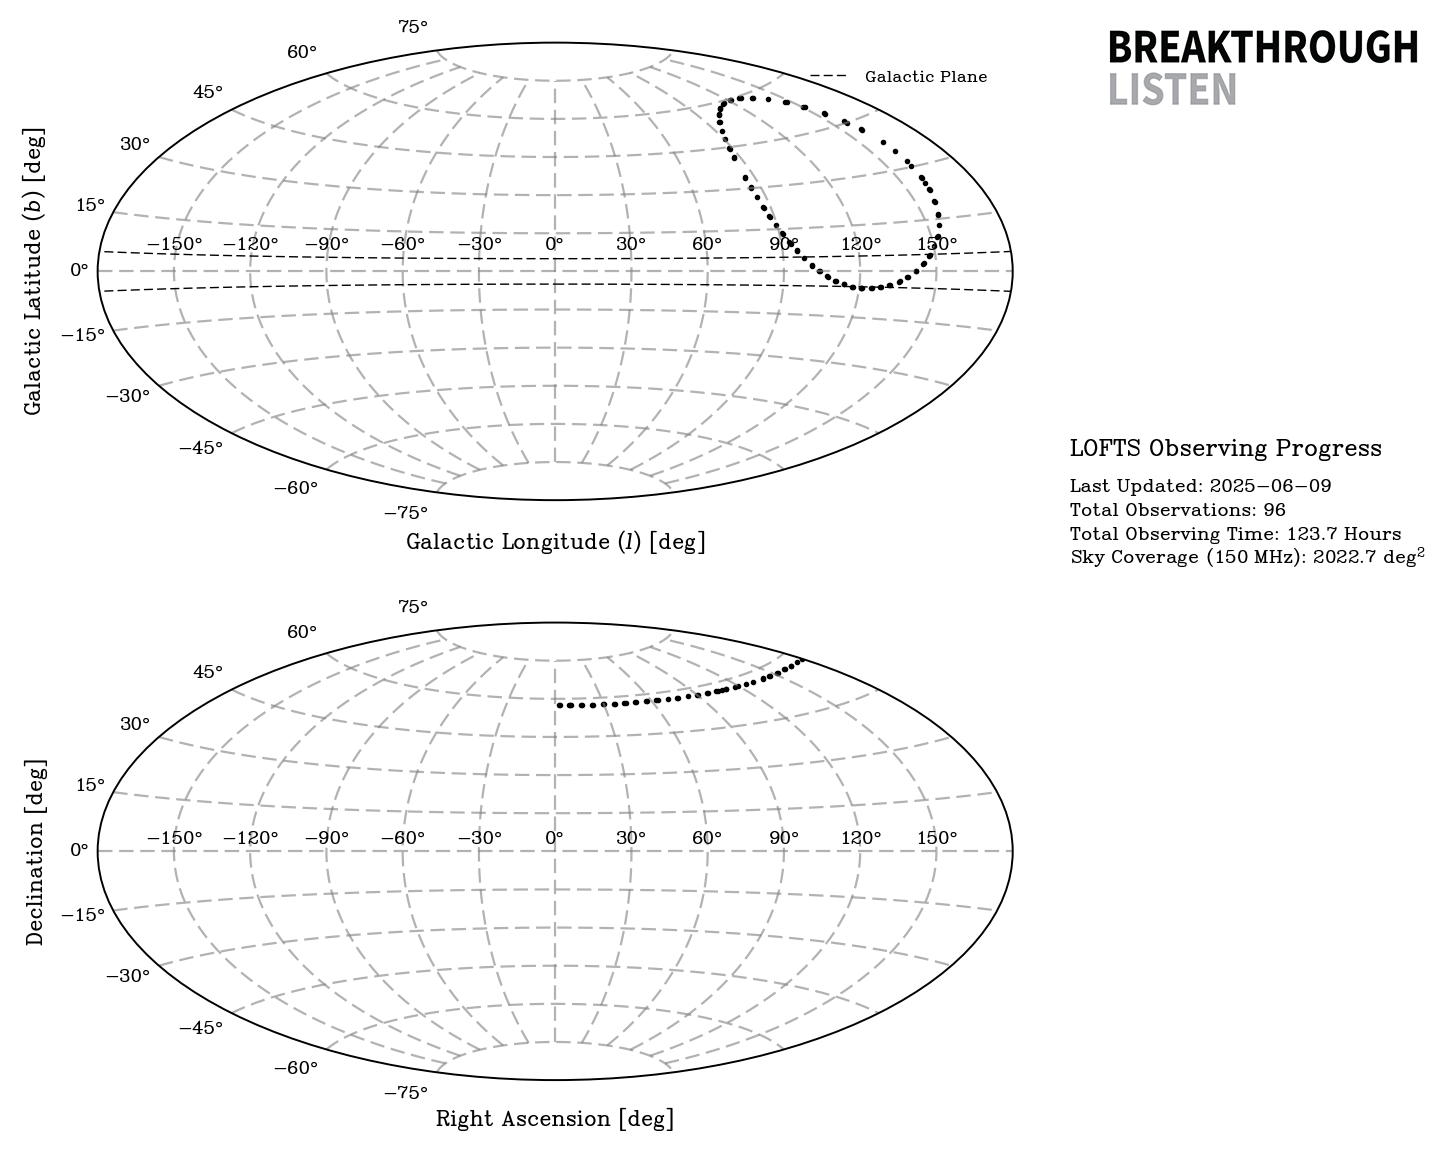 75°
60°
45°
30°
15°
0°
−15°
−30°
−45°
−60°
−75°
−150° −120° −90° −60° −30° 0° 30° 60° 90° 120° 150°
Galactic Latitude (b) [deg]
Galactic Longitude (l) [deg]
Galactic Plane
BREAKTHROUGH
LISTEN
LOFTS Observing Progress
Last Updated: 2025−06−09
Total Observations: 96
Total Observing Time: 123.7 Hours
Sky Coverage (150 MHz): 2022.7 deg²
75°
60°
45°
30°
15°
0°
−15°
−30°
−45°
−60°
−75°
−150° −120° −90° −60° −30° 0° 30° 60° 90° 120° 150°
Declination [deg]
Right Ascension [deg]